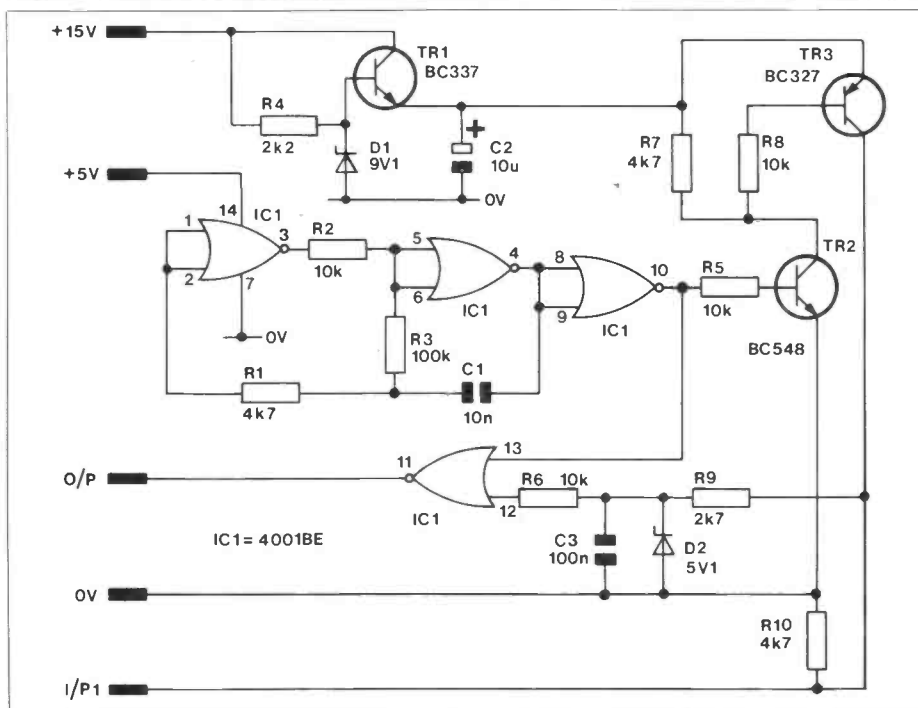 +15V
TR1
BC337
TR3
BC327
R4
2k2
D1
9V1
+
C2
10u
0V
R7
4k7
R8
10k
+5V
14
IC1
1
2
3
7
0V
R2
10k
5
6
4
IC1
8
9
10
IC1
R5
10k
TR2
BC548
R3
100k
R1
4k7
C1
10n
O/P
11
13
12
IC1
R6
10k
R9
2k7
IC1 = 4001BE
C3
100n
D2
5V1
0V
R10
4k7
I/P1